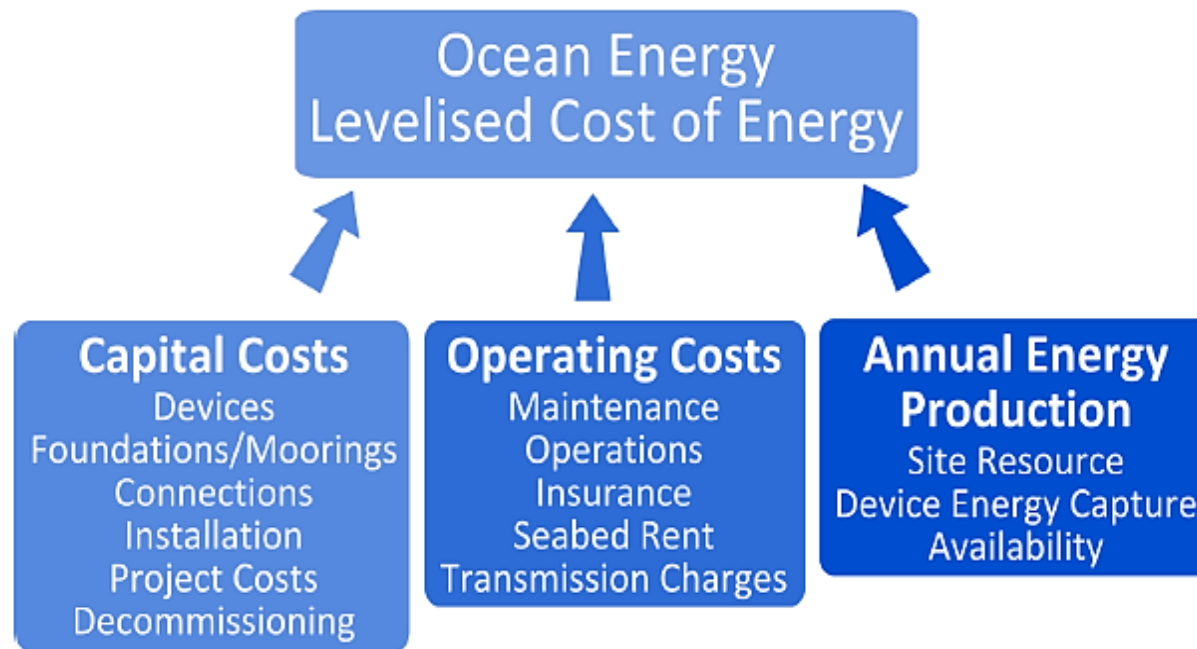 Ocean Energy
Levelised Cost of Energy
Capital Costs
Devices
Foundations/Moorings
Connections
Installation
Project Costs
Decommissioning
Operating Costs
Maintenance
Operations
Insurance
Seabed Rent
Transmission Charges
Annual Energy
Production
Site Resource
Device Energy Capture
Availability